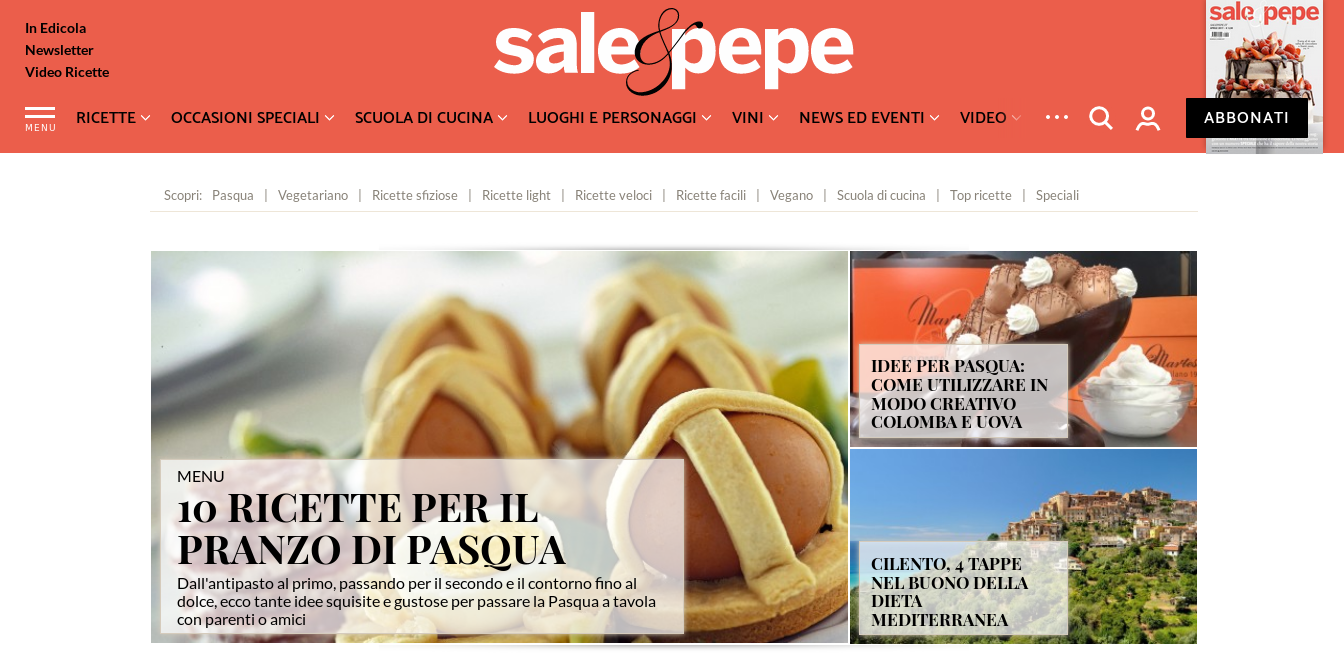 In Edicola
Newsletter
Video Ricette
sale&pepe
sale&pepe
MENU
RICETTE
OCCASIONI SPECIALI
SCUOLA DI CUCINA
LUOGHI E PERSONAGGI
VINI
NEWS ED EVENTI
VIDEO
ABBONATI
Scopri: Pasqua | Vegetariano | Ricette sfiziose | Ricette light | Ricette veloci | Ricette facili | Vegano | Scuola di cucina | Top ricette | Speciali
MENU
10 RICETTE PER IL
PRANZO DI PASQUA
Dall'antipasto al primo, passando per il secondo e il contorno fino al
dolce, ecco tante idee squisite e gustose per passare la Pasqua a tavola
con parenti o amici
IDEE PER PASQUA:
COME UTILIZZARE IN
MODO CREATIVO
COLOMBA E UOVA
CILENTO, 4 TAPPE
NEL BUONO DELLA
DIETA
MEDITERRANEA